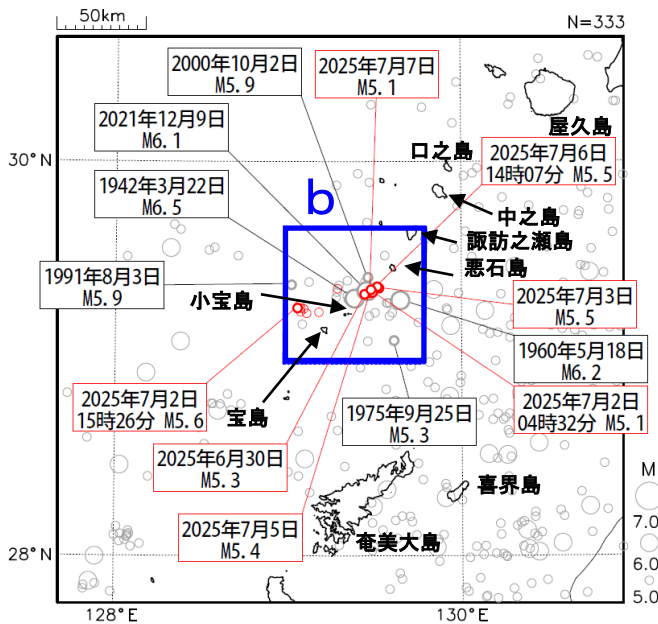 50km
N=333
2000年10月2日
M5.9
2025年7月7日
M5.1
屋久島
2021年12月9日
M6.1
口之島
2025年7月6日
14時07分 M5.5
30°N
1942年3月22日
M6.5
b
中之島
諏訪之瀬島
悪石島
1991年8月3日
M5.9
小宝島
2025年7月3日
M5.5
1960年5月18日
M6.2
2025年7月2日
15時26分 M5.6
宝島
1975年9月25日
M5.3
2025年7月2日
04時32分 M5.1
2025年6月30日
M5.3
喜界島
M
2025年7月5日
M5.4
奄美大島
7.0
28°N
6.0
5.0
128°E
130°E